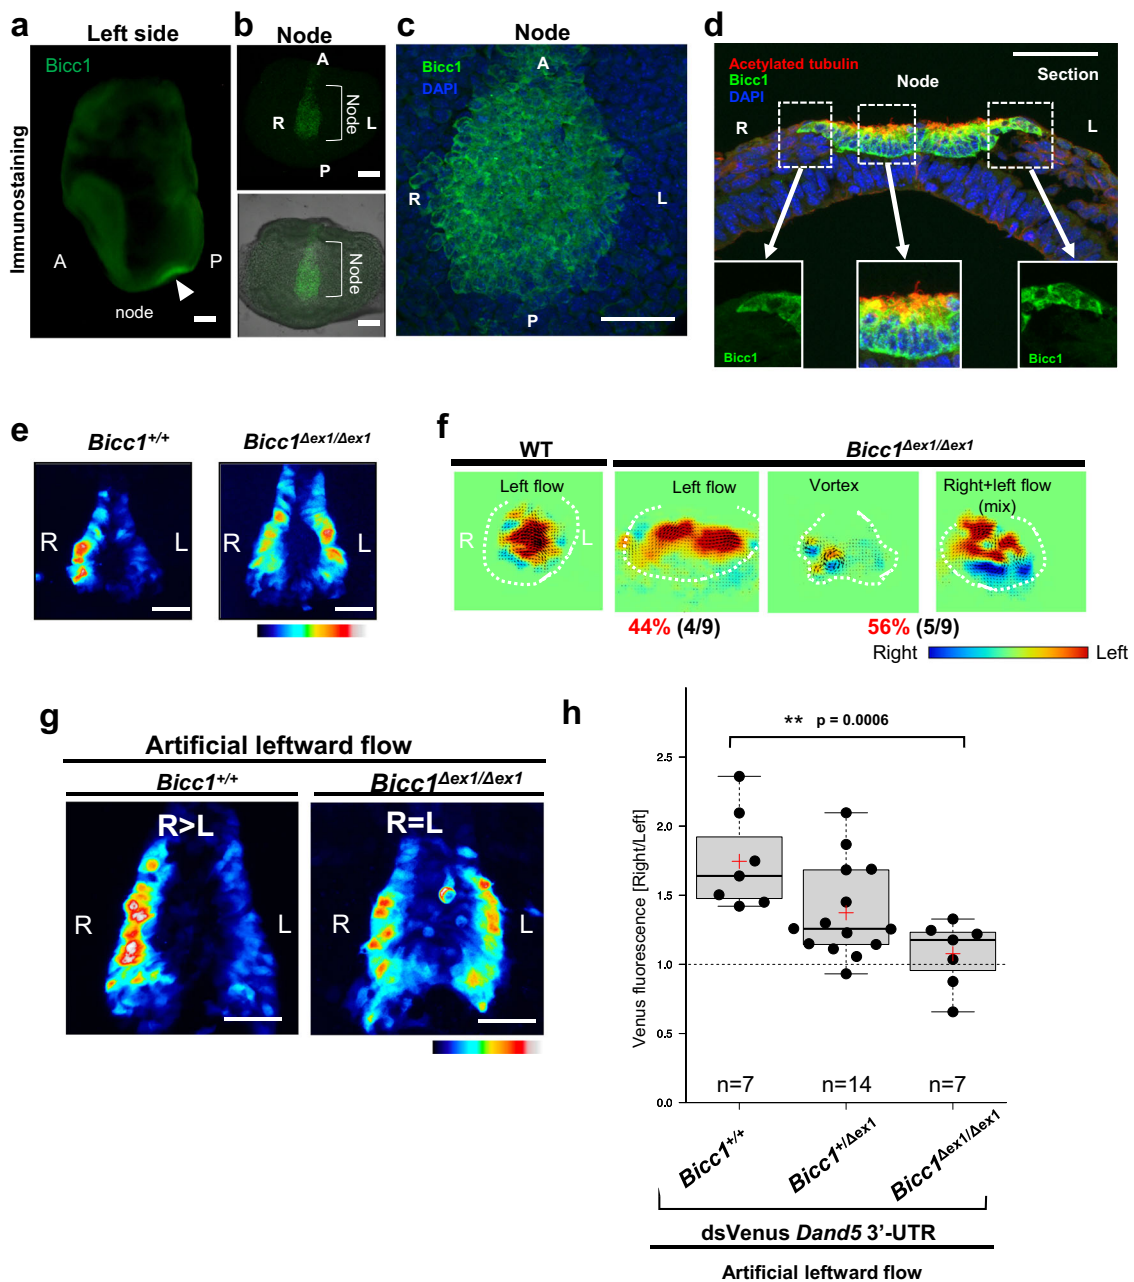 a
Left side
Immunostaining
Bicc1
A
P
node
b
Node
A
R
L
Node
P
Node
c
Node
Bicc1
DAPI
A
R
L
P
d
Acetylated tubulin
Bicc1
DAPI
Node
Section
R
L
Bicc1
Bicc1
e
Bicc1+/+
Bicc1Δex1/Δex1
R
L
f
WT
Bicc1Δex1/Δex1
Left flow
Left flow
Vortex
Right+left flow
(mix)
R
L
44% (4/9)
56% (5/9)
Right
Left
g
Artificial leftward flow
Bicc1+/+
Bicc1Δex1/Δex1
R>L
R=L
R
L
R
L
h
** p = 0.0006
Venus fluorescence [Right/Left]
2.5
2.0
1.5
1.0
0.5
0.0
n=7
n=14
n=7
Bicc1+/+
Bicc1+/Δex1
Bicc1Δex1/Δex1
dsVenus Dand5 3'-UTR
Artificial leftward flow